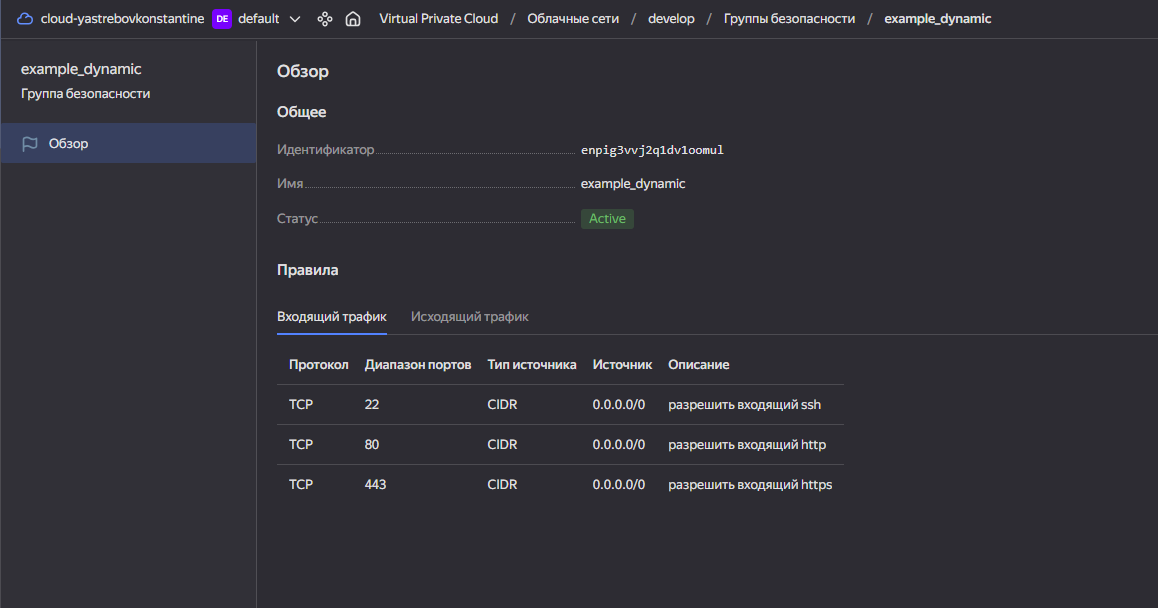 cloud-yastrebovkonstantine DE default Virtual Private Cloud / Облачные сети / develop / Группы безопасности / example_dynamic
example_dynamic
Группа безопасности
Обзор
Обзор
Общее
Идентификатор enpig3vvj2q1dv1oomul
Имя example_dynamic
Статус Active
Правила
Входящий трафик Исходящий трафик
Протокол Диапазон портов Тип источника Источник Описание
TCP 22 CIDR 0.0.0.0/0 разрешить входящий ssh
TCP 80 CIDR 0.0.0.0/0 разрешить входящий http
TCP 443 CIDR 0.0.0.0/0 разрешить входящий https